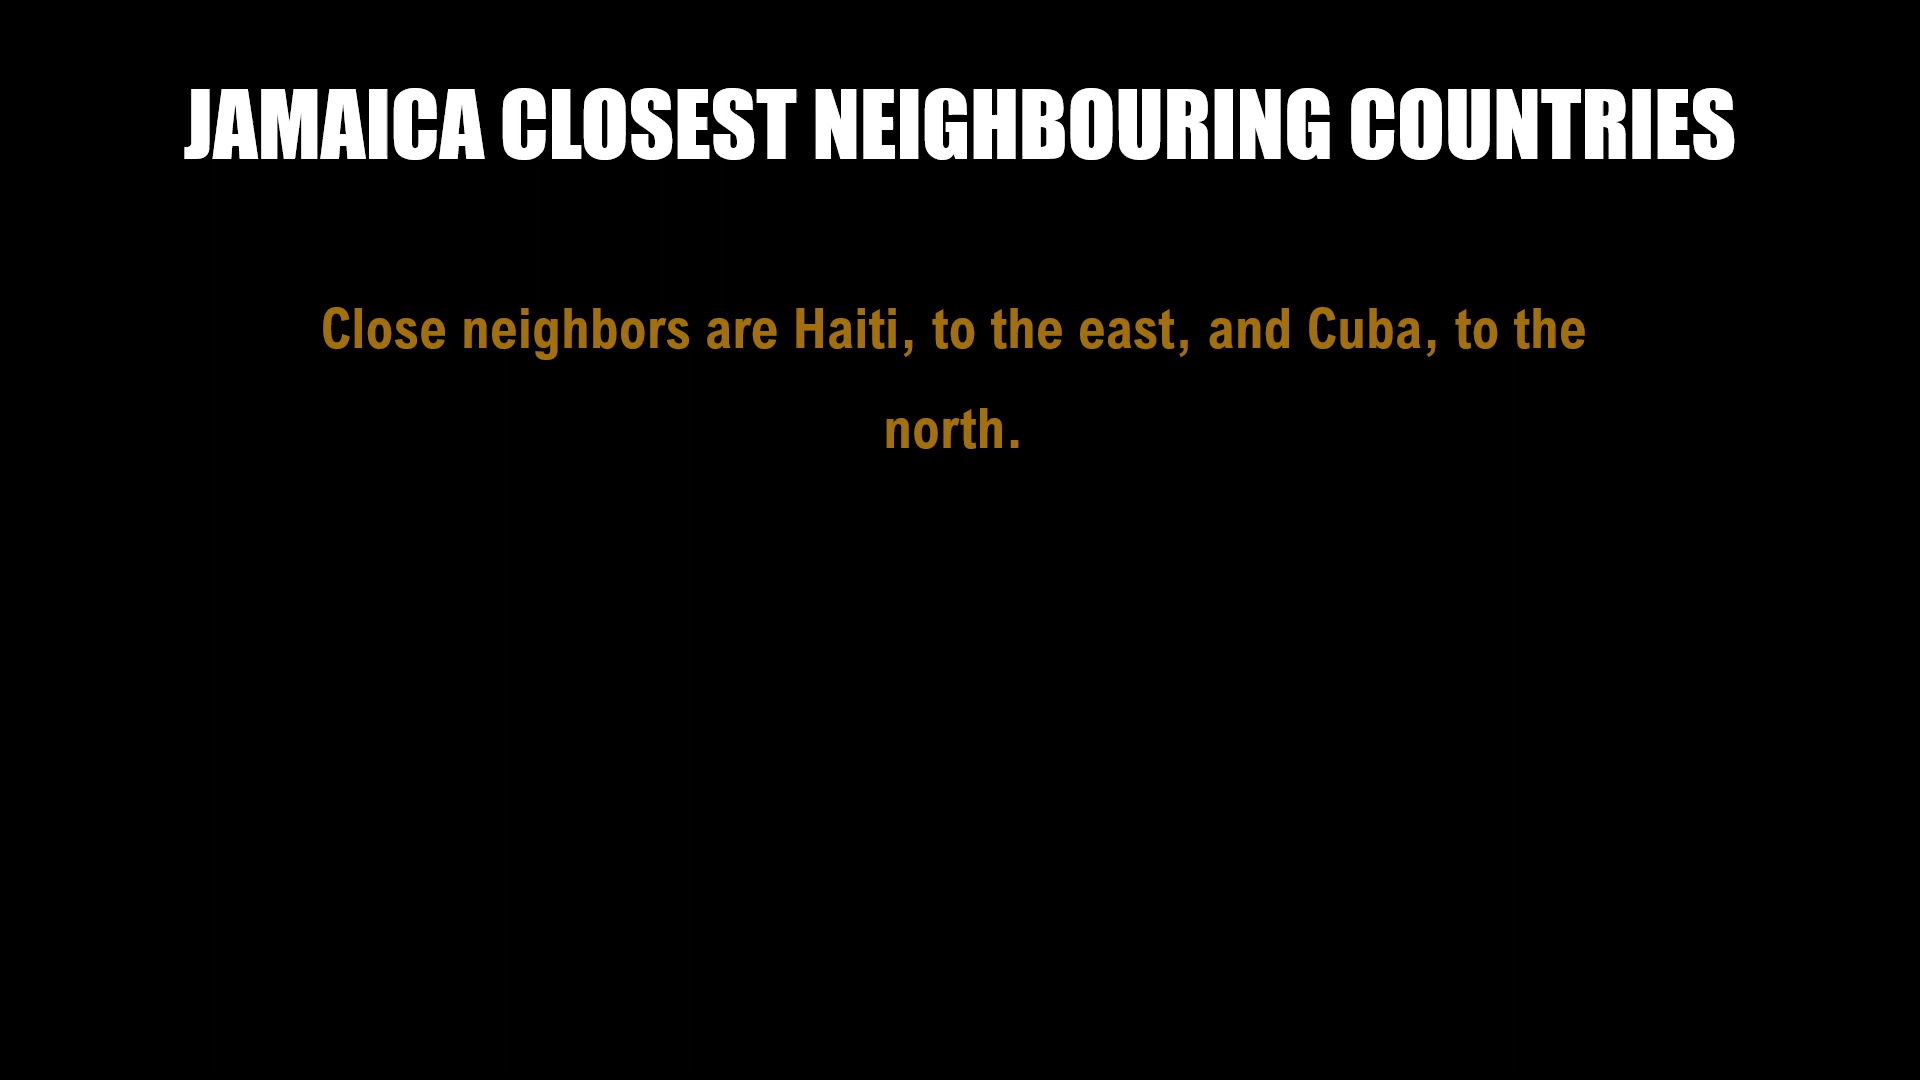 JAMAICA CLOSEST NEIGHBOURING COUNTRIES
Close neighbors are Haiti, to the east, and Cuba, to the
north.